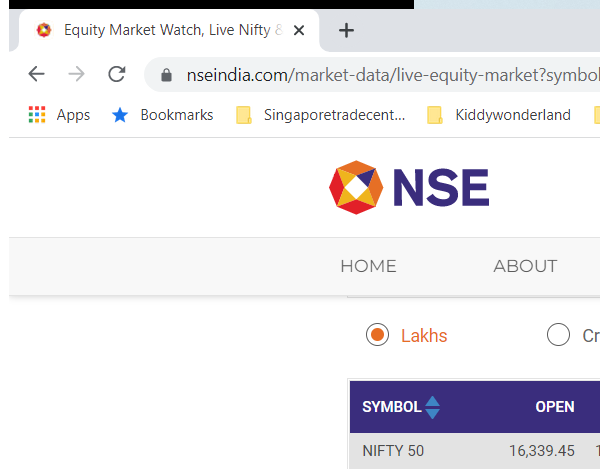 Equity Market Watch, Live Nifty &
nseindia.com/market-data/live-equity-market?symbol
Apps Bookmarks Singaporetradecent... Kiddywonderland
NSE
HOME ABOUT
Lakhs Cr
SYMBOL OPEN
NIFTY 50 16,339.45 1